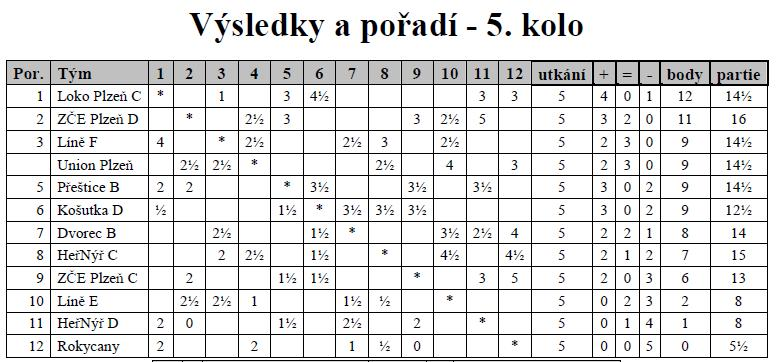 Výsledky a pořadí - 5. kolo
Por. Tým 1 2 3 4 5 6 7 8 9 10 11 12 utkání + = - body partie
1 Loko Plzeň C * 1 3 4½ 3 3 5 4 0 1 12 14½
2 ZČE Plzeň D * 2½ 3 3 2½ 5 5 3 2 0 11 16
3 Líně F 4 * 2½ 2½ 3 2½ 5 2 3 0 9 14½
Union Plzeň 2½ 2½ * 2½ 4 3 5 2 3 0 9 14½
5 Přeštice B 2 2 * 3½ 3½ 3½ 5 3 0 2 9 14½
6 Košutka D ½ 1½ * 3½ 3½ 3½ 5 3 0 2 9 12½
7 Dvorec B 2½ 1½ * 3½ 2½ 4 5 2 2 1 8 14
8 HeřNýř C 2 2½ 1½ * 4½ 4½ 5 2 1 2 7 15
9 ZČE Plzeň C 2 1½ 1½ * 3 5 5 2 0 3 6 13
10 Líně E 2½ 2½ 1 1½ ½ * 5 0 2 3 2 8
11 HeřNýř D 2 0 1½ 2½ 2 * 5 0 1 4 1 8
12 Rokycany 2 2 1 ½ 0 * 5 0 0 5 0 5½